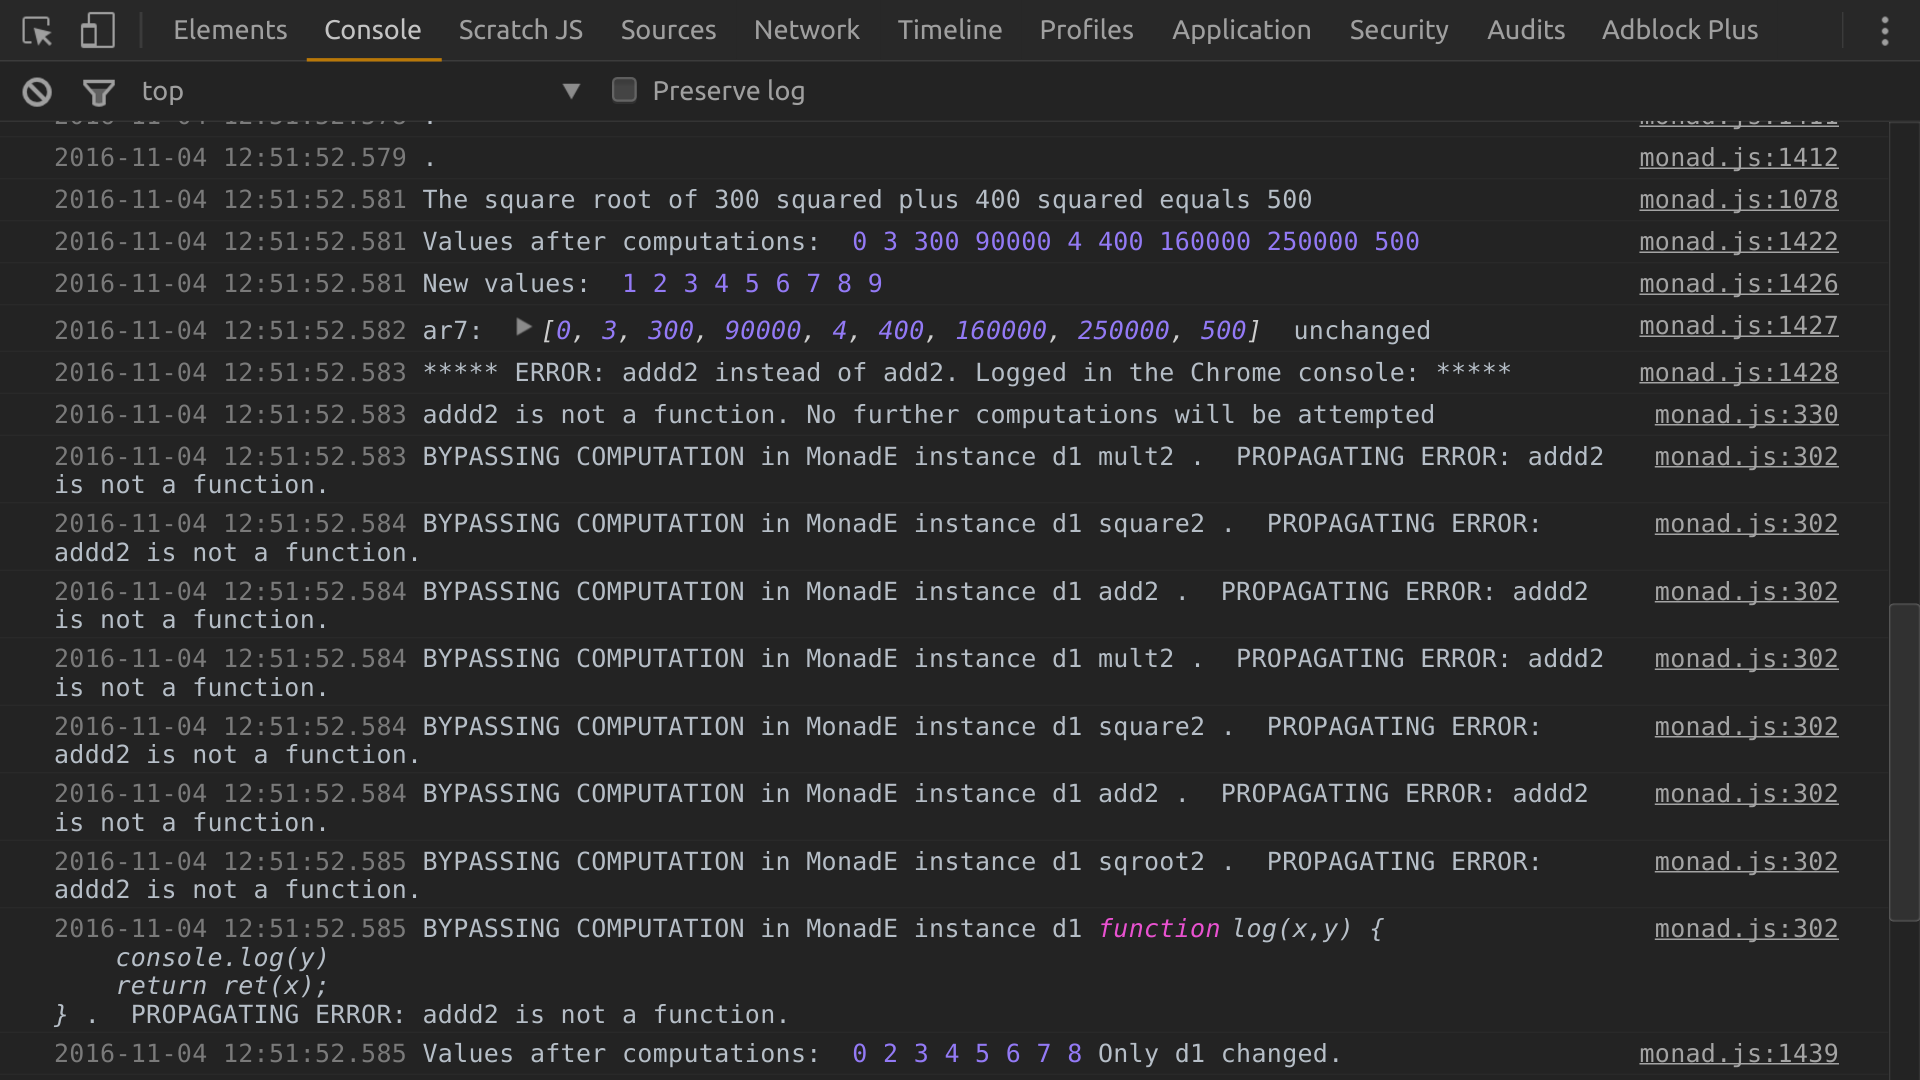 Elements Console Scratch JS Sources Network Timeline Profiles Application Security Audits Adblock Plus
top Preserve log
2016-11-04 12:51:52.578 . monad.js:1411
2016-11-04 12:51:52.579 . monad.js:1412
2016-11-04 12:51:52.581 The square root of 300 squared plus 400 squared equals 500 monad.js:1078
2016-11-04 12:51:52.581 Values after computations:  0 3 300 90000 4 400 160000 250000 500 monad.js:1422
2016-11-04 12:51:52.581 New values:  1 2 3 4 5 6 7 8 9 monad.js:1426
2016-11-04 12:51:52.582 ar7:  ▶[0, 3, 300, 90000, 4, 400, 160000, 250000, 500]  unchanged monad.js:1427
2016-11-04 12:51:52.583 ***** ERROR: addd2 instead of add2. Logged in the Chrome console: ***** monad.js:1428
2016-11-04 12:51:52.583 addd2 is not a function. No further computations will be attempted monad.js:330
2016-11-04 12:51:52.583 BYPASSING COMPUTATION in MonadE instance d1 mult2 .  PROPAGATING ERROR: addd2 monad.js:302
is not a function.
2016-11-04 12:51:52.584 BYPASSING COMPUTATION in MonadE instance d1 square2 .  PROPAGATING ERROR: monad.js:302
addd2 is not a function.
2016-11-04 12:51:52.584 BYPASSING COMPUTATION in MonadE instance d1 add2 .  PROPAGATING ERROR: addd2 monad.js:302
is not a function.
2016-11-04 12:51:52.584 BYPASSING COMPUTATION in MonadE instance d1 mult2 .  PROPAGATING ERROR: addd2 monad.js:302
is not a function.
2016-11-04 12:51:52.584 BYPASSING COMPUTATION in MonadE instance d1 square2 .  PROPAGATING ERROR: monad.js:302
addd2 is not a function.
2016-11-04 12:51:52.584 BYPASSING COMPUTATION in MonadE instance d1 add2 .  PROPAGATING ERROR: addd2 monad.js:302
is not a function.
2016-11-04 12:51:52.585 BYPASSING COMPUTATION in MonadE instance d1 sqroot2 .  PROPAGATING ERROR: monad.js:302
addd2 is not a function.
2016-11-04 12:51:52.585 BYPASSING COMPUTATION in MonadE instance d1 function log(x,y) { monad.js:302
console.log(y)
return ret(x);
} .  PROPAGATING ERROR: addd2 is not a function.
2016-11-04 12:51:52.585 Values after computations:  0 2 3 4 5 6 7 8 Only d1 changed. monad.js:1439